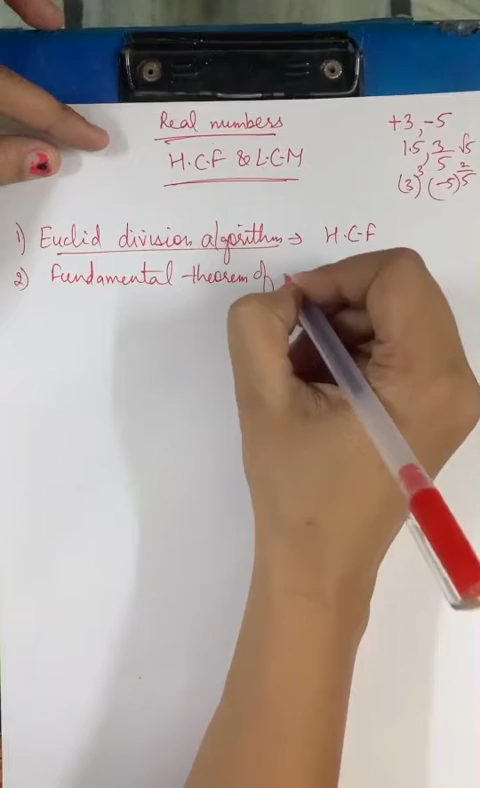 Real numbers
H.C.F & L.C.M
+3, -5
1.5, 3/5, √5
(3)³ (-5)^2/5
1) Euclid division algorithm → H.C.F
2) Fundamental theorem of